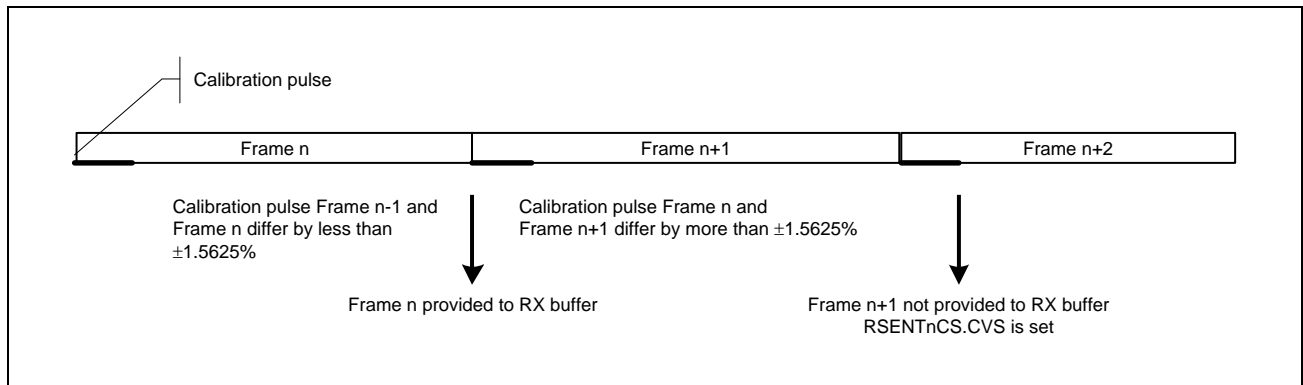 Calibration pulse
Frame n
Frame n+1
Frame n+2
Calibration pulse Frame n-1 and
Frame n differ by less than
±1.5625%
Calibration pulse Frame n and
Frame n+1 differ by more than ±1.5625%
Frame n provided to RX buffer
Frame n+1 not provided to RX buffer
RSENTnCS.CVS is set